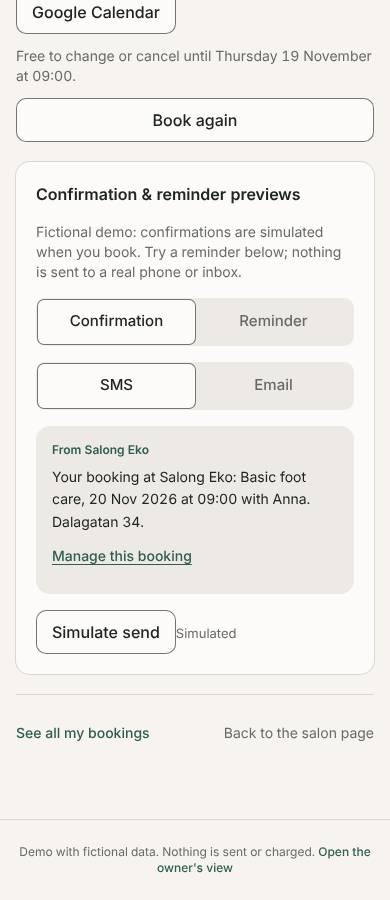 Google Calendar
Free to change or cancel until Thursday 19 November
at 09:00.
Book again
Confirmation & reminder previews
Fictional demo: confirmations are simulated
when you book. Try a reminder below; nothing
is sent to a real phone or inbox.
Confirmation Reminder
SMS Email
From Salong Eko
Your booking at Salong Eko: Basic foot
care, 20 Nov 2026 at 09:00 with Anna.
Dalagatan 34.
Manage this booking
Simulate send Simulated
See all my bookings Back to the salon page
Demo with fictional data. Nothing is sent or charged. Open the
owner's view